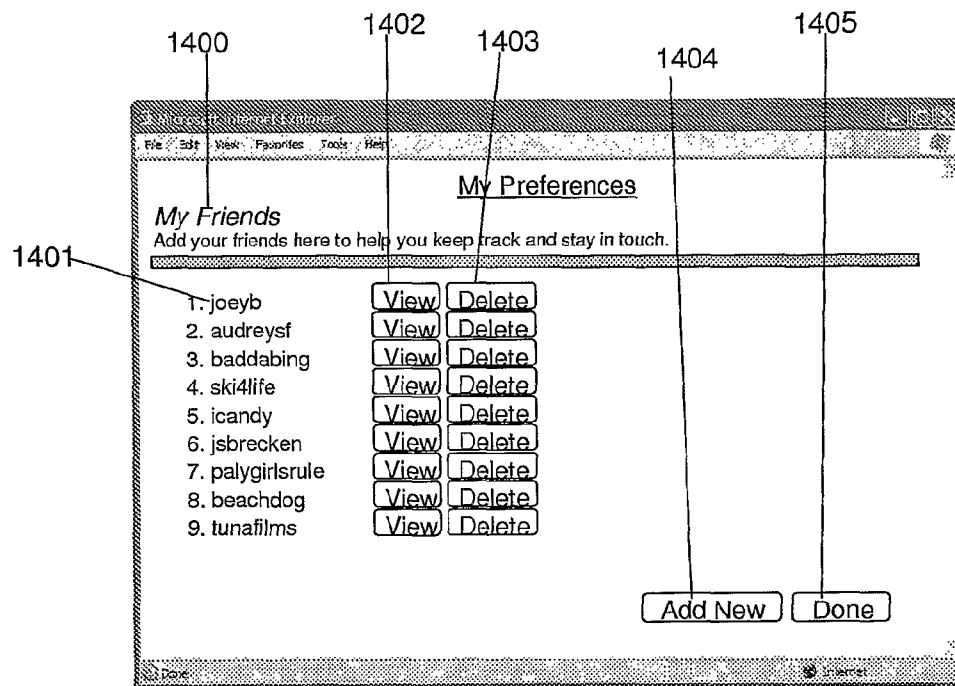 1400
1402
1403
1404
1405
Microsoft Internet Explorer
File Edit View Favorites Tools Help
My Preferences
My Friends
Add your friends here to help you keep track and stay in touch.
1401
1. joeyb View Delete
2. audreysf View Delete
3. baddabing View Delete
4. ski4life View Delete
5. icandy View Delete
6. jsbrecken View Delete
7. palygirlsrule View Delete
8. beachdog View Delete
9. tunafilms View Delete
Add New Done
Done Internet